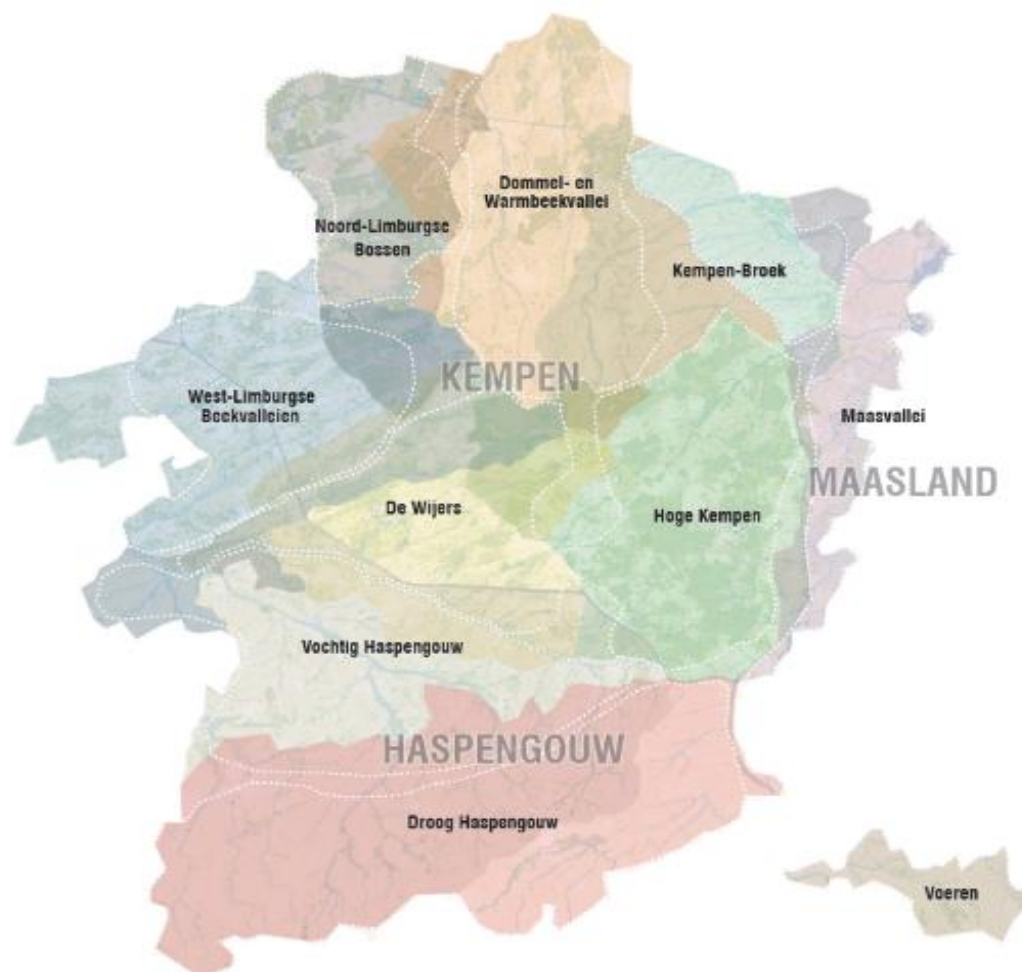 Dommel- en
Warmbeekvallei
Noord-Limburgse
Bossen
Kempen-Broek
KEMPEN
West-Limburgse
Beekvalleien
Maasvallei
MAASLAND
De Wijers
Hoge Kempen
Vochtig Haspengouw
HASPENGOUW
Droog Haspengouw
Voeren